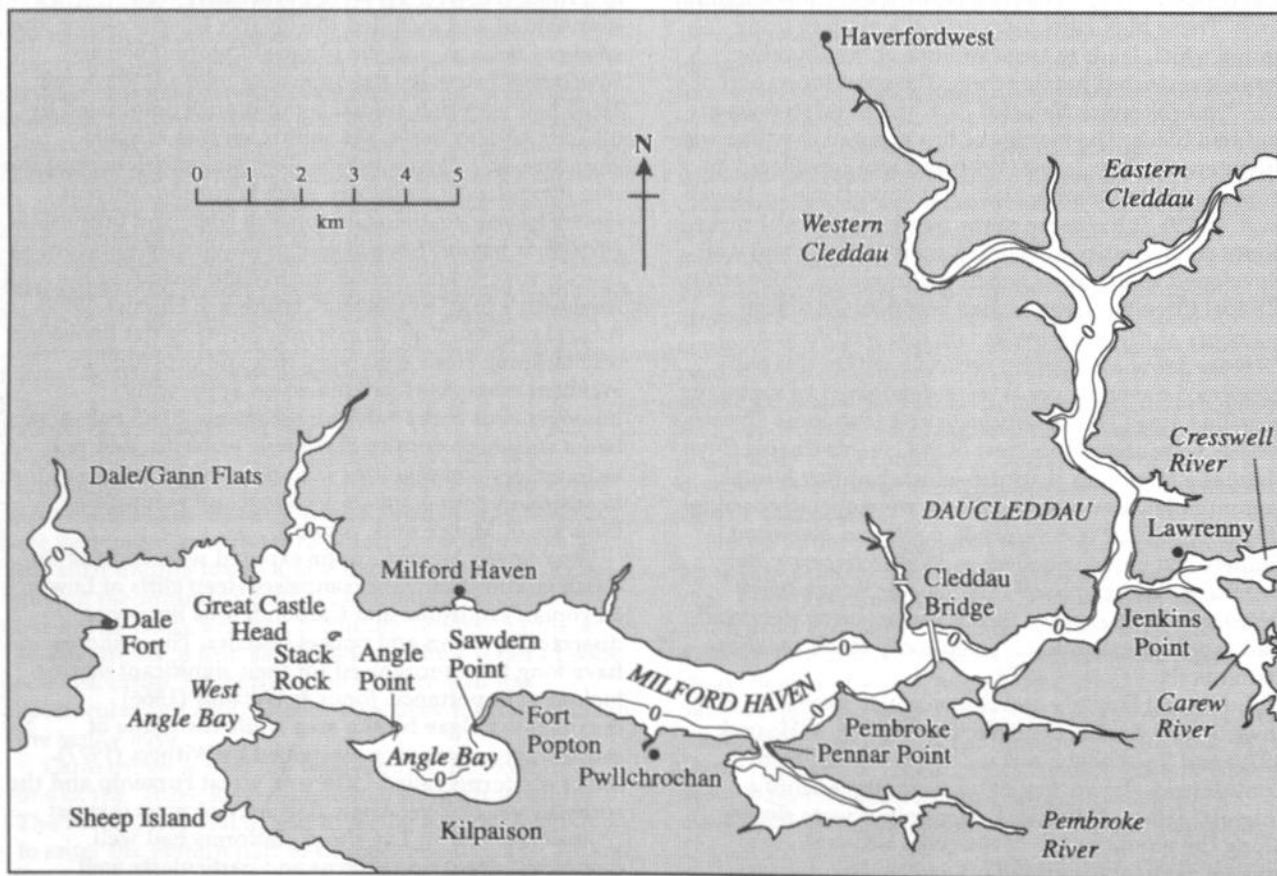 Haverfordwest
N
0 1 2 3 4 5
km
Eastern
Cleddau
Western
Cleddau
0
Cresswell
River
Dale/Gann Flats
DAUCLEDDAU
Lawrenny
0
0
Milford Haven
Cleddau
Bridge
Great Castle
Head
Dale
Fort
Stack
Rock
Angle
Point
Sawdern
Point
Jenkins
Point
0
0
MILFORD HAVEN
West
Angle Bay
Fort
Popton
0
0
Carew
River
Angle Bay
0
Pembroke
Pennar Point
Pwllchrochan
Sheep Island
Kilpaison
Pembroke
River